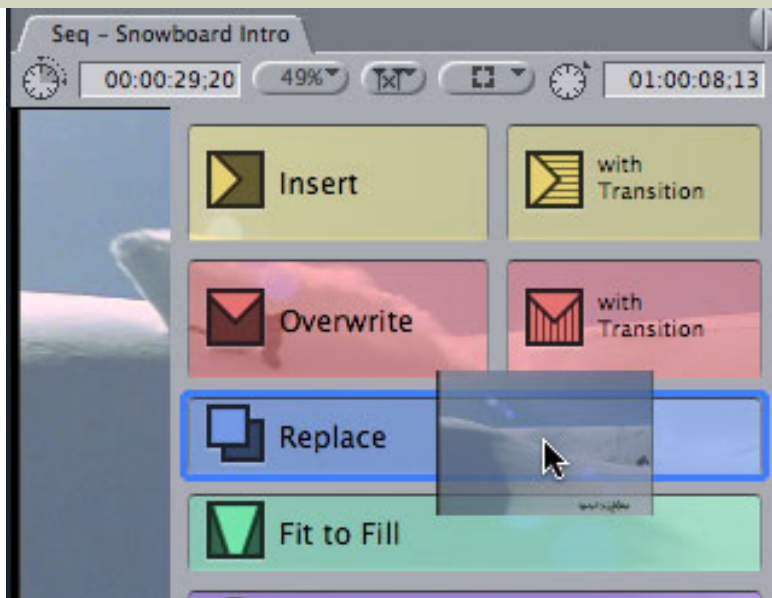 Seq - Snowboard Intro
00:00:29;20
49%
01:00:08;13
Insert
with
Transition
Overwrite
with
Transition
Replace
Fit to Fill